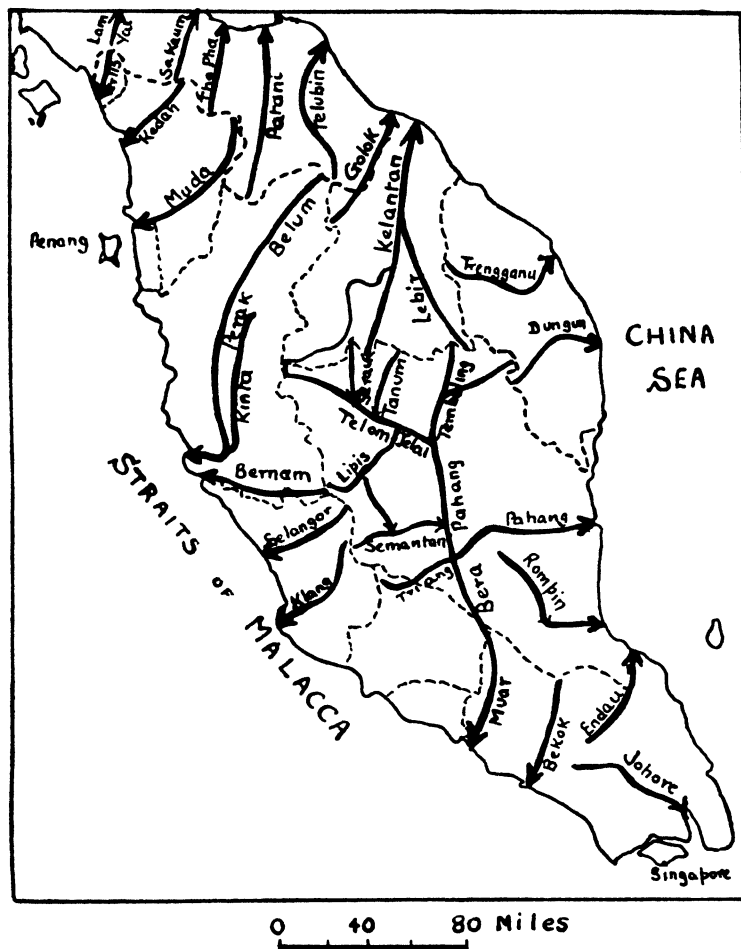 Lam
Yai
Sakaum
The Pha
Patani
Telubin
Kedah
Muda
Golok
Belum
Kelantan
Penang
Lebir
Trengganu
Perak
Kinta
Dungun
CHINA
SEA
Tanum
Tembeling
Telom
Jelai
Bernam
Lipis
Pahang
Selangor
Semantan
Pahang
STRAITS OF MALACCA
Klang
Triang
Bera
Rompin
Muar
Bekok
Endau
Johore
Singapore
0 40 80 Miles